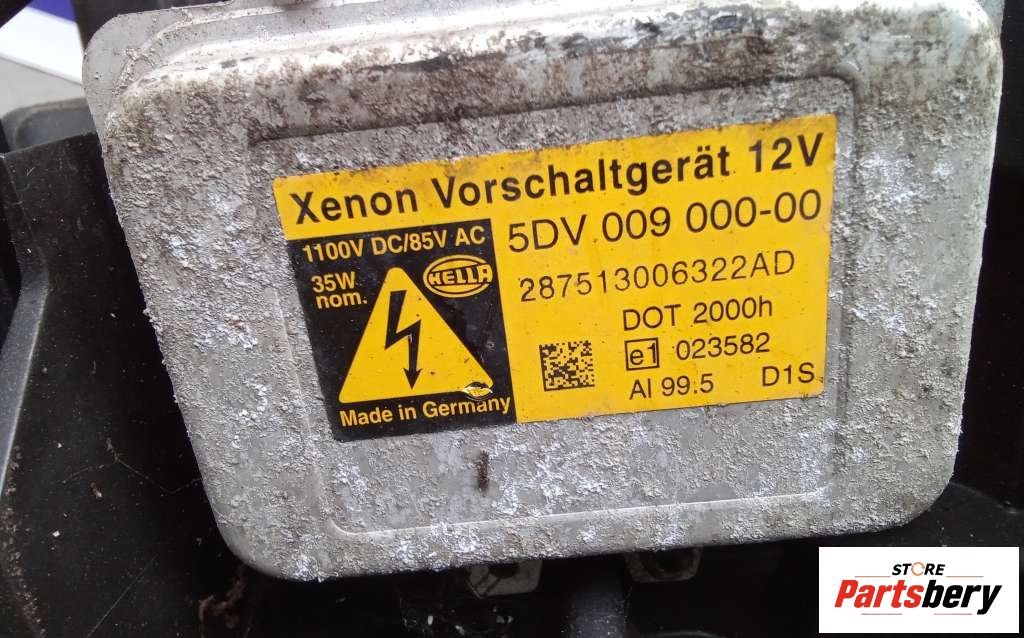 Xenon Vorschaltgerät 12V
1100V DC/85V AC
35W
nom.
HELLA
Made in Germany
5DV 009 000-00
287513006322AD
DOT 2000h
e1 023582
Al 99.5 D1S
STORE
Partsbery